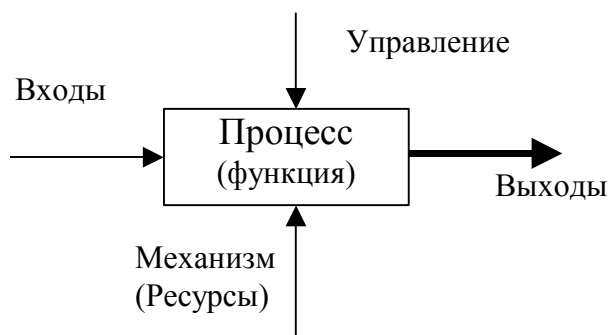 Управление
Входы
Процесс
(функция)
Выходы
Механизм
(Ресурсы)